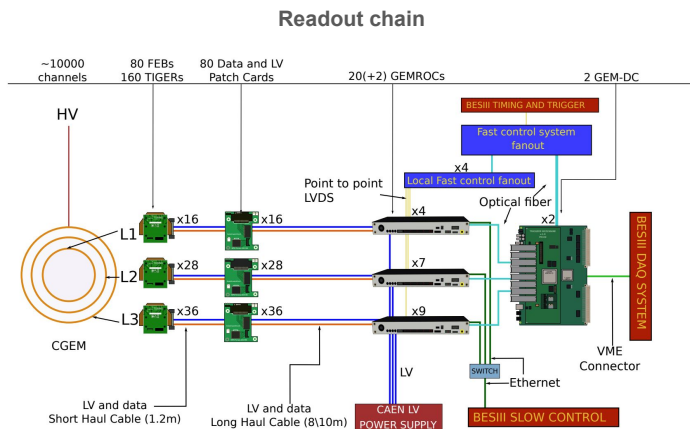 Readout chain
~10000
channels
80 FEBs
160 TIGERs
80 Data and LV
Patch Cards
20(+2) GEMROCs
2 GEM-DC
HV
BESIII TIMING AND TRIGGER
Fast control system
fanout
x4
Local Fast control fanout
Point to point
LVDS
Optical fiber
L1
x16
x16
x4
x2
L2
x28
x28
x7
L3
x36
x36
x9
CGEM
BESIII DAQ SYSTEM
VME
Connector
LV
SWITCH
Ethernet
LV and data
Short Haul Cable (1.2m)
LV and data
Long Haul Cable (8\10m)
CAEN LV
POWER SUPPLY
BESIII SLOW CONTROL